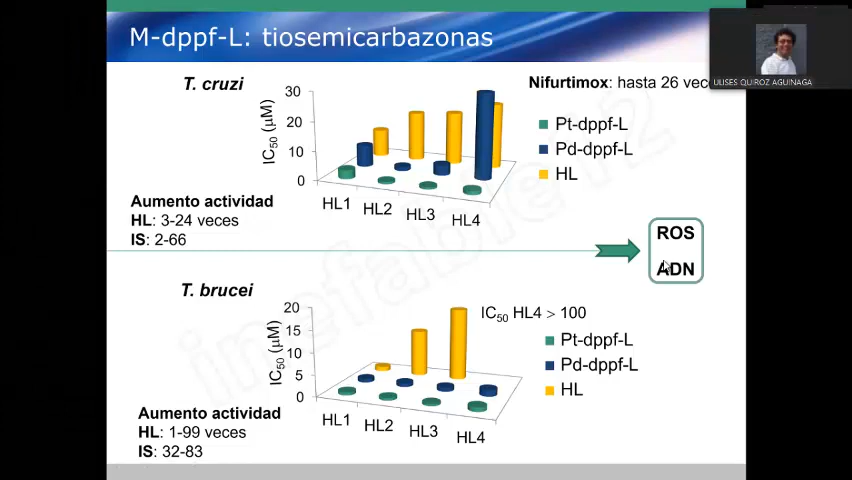 M-dppf-L: tiosemicarbazonas
ULISES QUIROZ AGUINAGA
T. cruzi
Nifurtimox: hasta 26 vece
IC50 (µM)
30
20
10
0
HL1
HL2
HL3
HL4
Pt-dppf-L
Pd-dppf-L
HL
Aumento actividad
HL: 3-24 veces
IS: 2-66
ROS
ADN
T. brucei
IC50 (µM)
20
15
10
5
0
HL1
HL2
HL3
HL4
IC50 HL4 > 100
Pt-dppf-L
Pd-dppf-L
HL
Aumento actividad
HL: 1-99 veces
IS: 32-83
inefable12